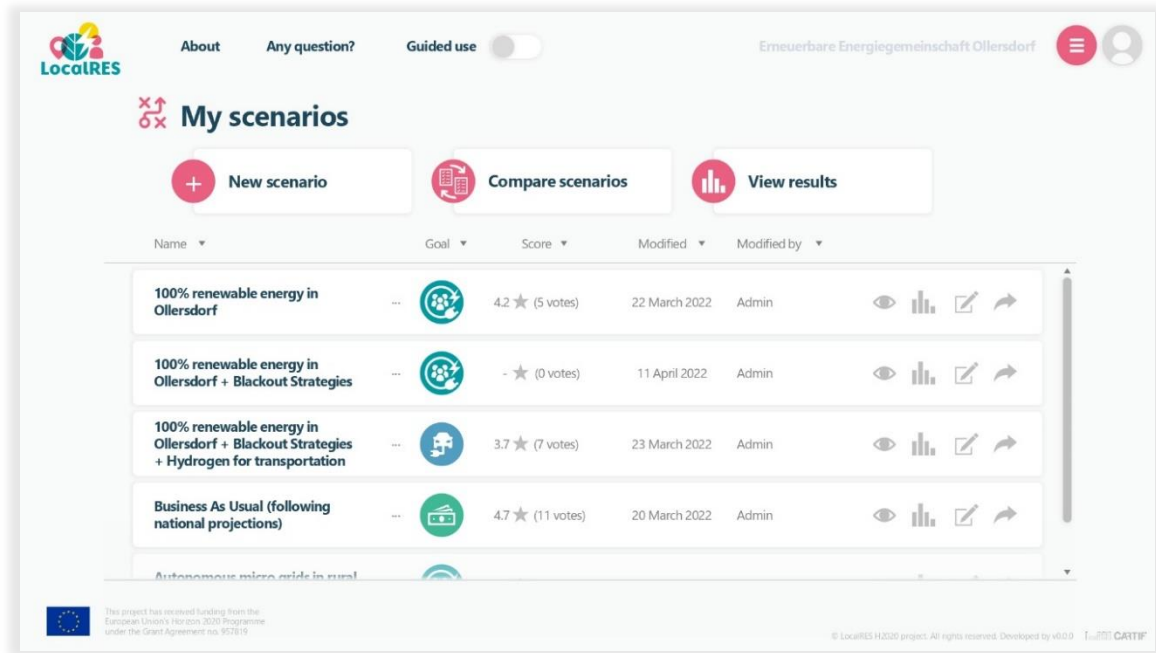 LocalRES
About Any question? Guided use Erneuerbare Energiegemeinschaft Ollersdorf
My scenarios
New scenario Compare scenarios View results
Name Goal Score Modified Modified by
100% renewable energy in
Ollersdorf
... 4.2 ★ (5 votes) 22 March 2022 Admin
100% renewable energy in
Ollersdorf + Blackout Strategies
... - ★ (0 votes) 11 April 2022 Admin
100% renewable energy in
Ollersdorf + Blackout Strategies
+ Hydrogen for transportation
... 3.7 ★ (7 votes) 23 March 2022 Admin
Business As Usual (following
national projections)
... 4.7 ★ (11 votes) 20 March 2022 Admin
Autonomous micro grids in rural
This project has received funding from the
European Union's Horizon 2020 Programme
under the Grant Agreement no. 957819
© LocalRES H2020 project. All rights reserved. Developed by v0.0.0 CARTIF